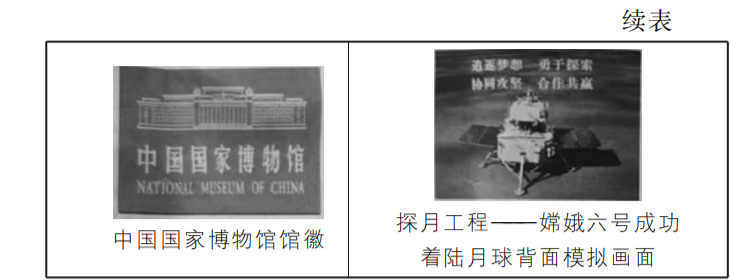 续表
中国国家博物馆
NATIONAL MUSEUM OF CHINA
中国国家博物馆馆徽
追逐梦想 勇于探索
协同攻坚 合作共赢
探月工程——嫦娥六号成功
着陆月球背面模拟画面